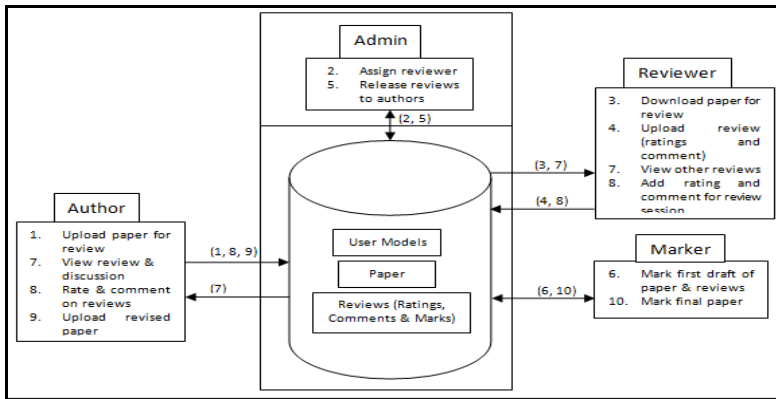 Admin
2. Assign reviewer
5. Release reviews
to authors
(2, 5)
Reviewer
3. Download paper for
review
4. Upload review
(ratings and
comment)
7. View other reviews
8. Add rating and
comment for review
session
(3, 7)
(4, 8)
Author
1. Upload paper for
review
7. View review &
discussion
8. Rate & comment
on reviews
9. Upload revised
paper
(1, 8, 9)
(7)
User Models
Paper
Reviews (Ratings,
Comments & Marks)
Marker
6. Mark first draft of
paper & reviews
10. Mark final paper
(6, 10)